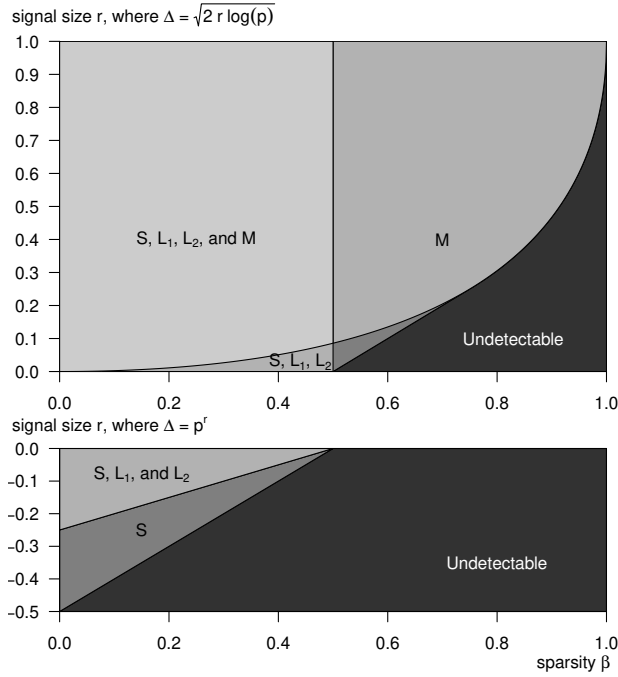 signal size r, where Δ = √2 r log(p)
1.0
0.9
0.8
0.7
0.6
0.5
0.4
0.3
0.2
0.1
0.0
S, L₁, L₂, and M
M
S, L₁, L₂
Undetectable
0.0 0.2 0.4 0.6 0.8 1.0
signal size r, where Δ = pʳ
0.0
−0.1
−0.2
−0.3
−0.4
−0.5
S, L₁, and L₂
S
Undetectable
0.0 0.2 0.4 0.6 0.8 1.0
sparsity β